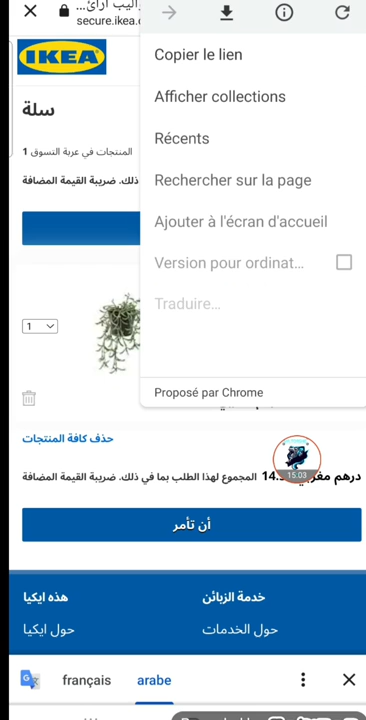 ...واليب ارائ
secure.ikea.
Copier le lien
IKEA
Afficher collections
سلة
Récents
المنتجات في عربة التسوق 1
Rechercher sur la page
ذلك. ضريبة القيمة المضافة
Ajouter à l'écran d'accueil
Version pour ordinat...
Traduire...
1
Proposé par Chrome
حذف كافة المنتجات
15.03
درهم مغربي 14. المجموع لهذا الطلب بما في ذلك. ضريبة القيمة المضافة
أن تأمر
خدمة الزبائن
هذه ايكيا
حول الخدمات
حول ايكيا
français
arabe